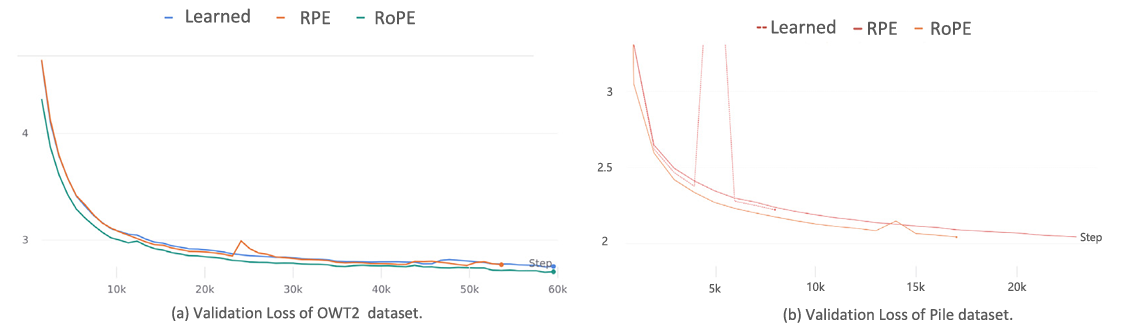 Learned RPE RoPE
4
3
Step
10k 20k 30k 40k 50k 60k
(a) Validation Loss of OWT2 dataset.
Learned RPE RoPE
3
2.5
2
Step
5k 10k 15k 20k
(b) Validation Loss of Pile dataset.